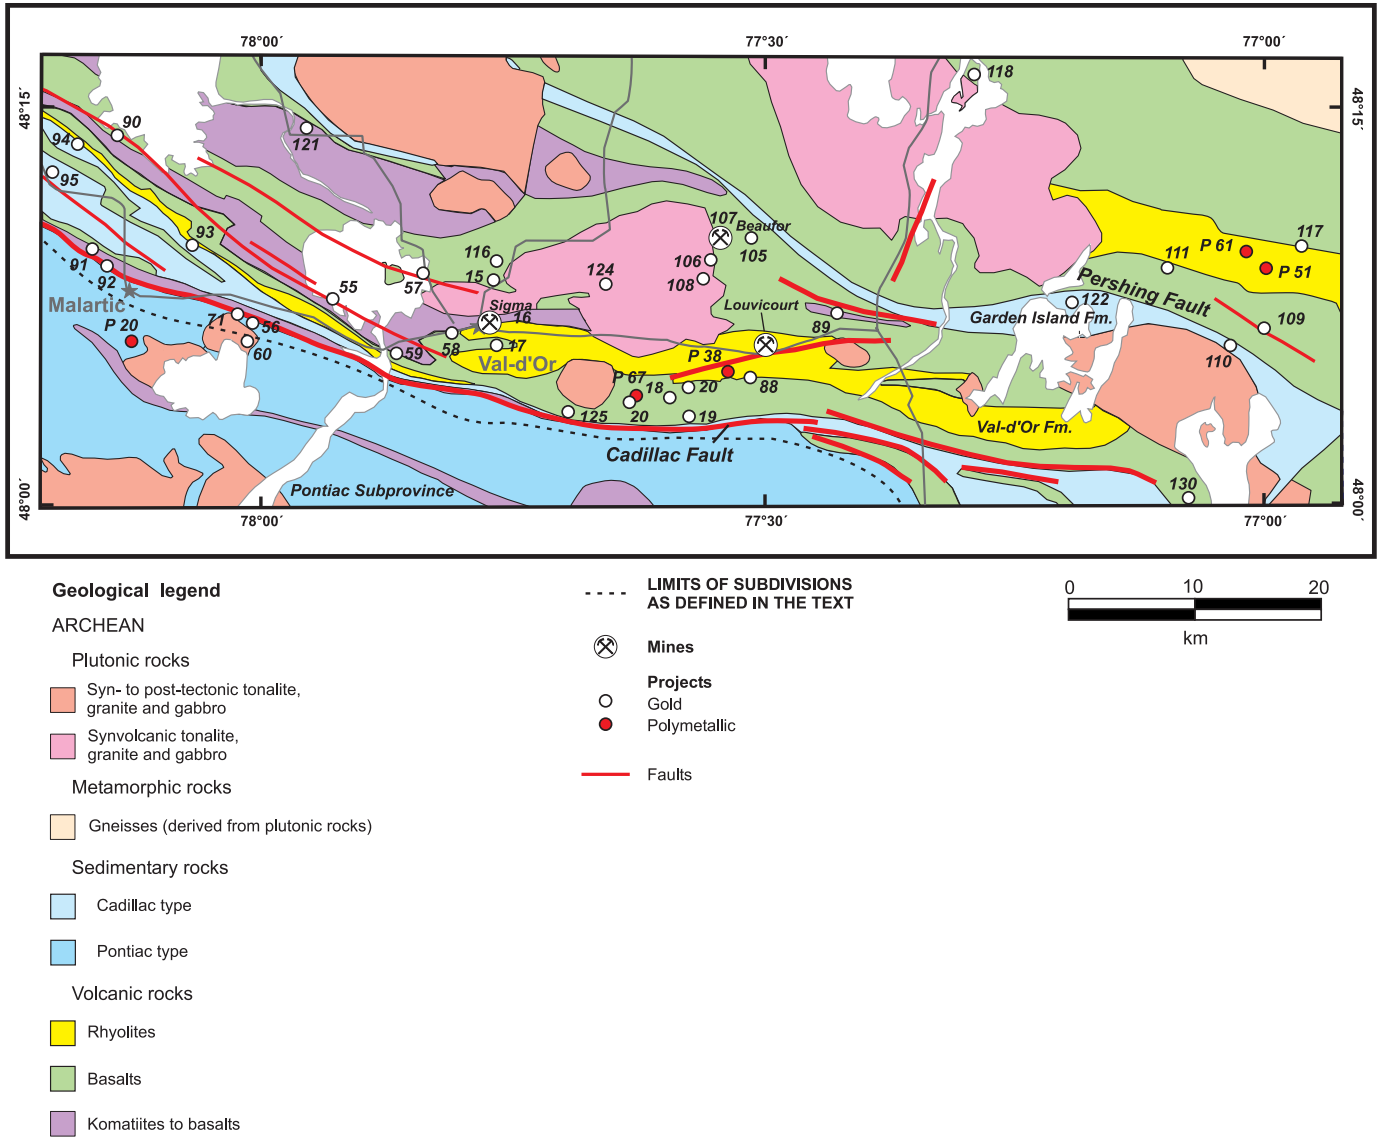 78°00´ 77°30´ 77°00´
48°15´ 48°15´
118
90
94
121
95
107
Beaufor
93
116
105
117
P 61
111
P 51
91
92
57
15
124
106
108
Pershing Fault
Malartic
55
Sigma
16
Louvicourt
122
Garden Island Fm.
109
P 20
71
56
89
60
59
58
17
Val-d'Or
P 38
110
P 67
18
20
88
125
20
19
Val-d'Or Fm.
Cadillac Fault
Pontiac Subprovince
130
48°00´ 48°00´
78°00´ 77°30´ 77°00´
Geological legend
ARCHEAN
Plutonic rocks
Syn- to post-tectonic tonalite,
granite and gabbro
Synvolcanic tonalite,
granite and gabbro
Metamorphic rocks
Gneisses (derived from plutonic rocks)
Sedimentary rocks
Cadillac type
Pontiac type
Volcanic rocks
Rhyolites
Basalts
Komatiites to basalts
LIMITS OF SUBDIVISIONS
AS DEFINED IN THE TEXT
Mines
Projects
Gold
Polymetallic
Faults
0 10 20
km